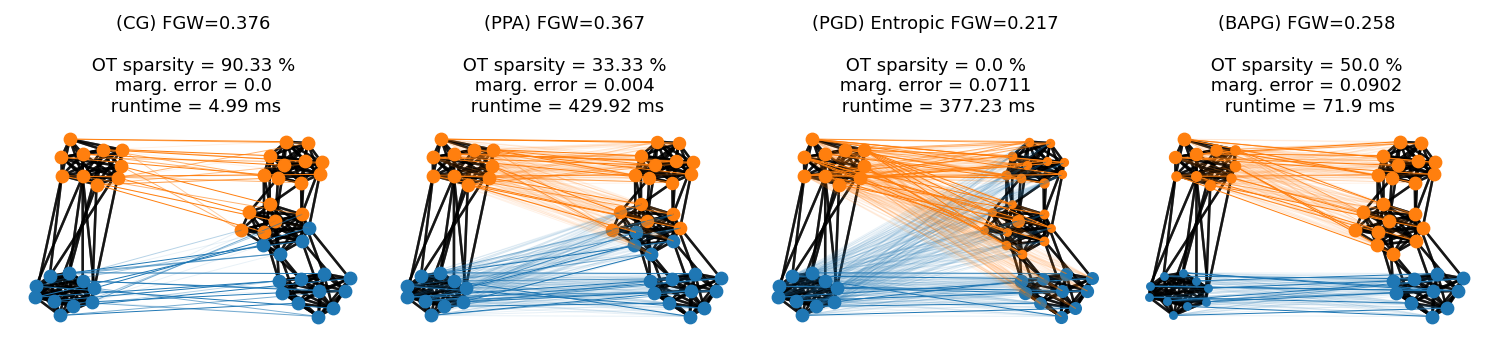 (CG) FGW=0.376
OT sparsity = 90.33 %
marg. error = 0.0
runtime = 4.99 ms
(PPA) FGW=0.367
OT sparsity = 33.33 %
marg. error = 0.004
runtime = 429.92 ms
(PGD) Entropic FGW=0.217
OT sparsity = 0.0 %
marg. error = 0.0711
runtime = 377.23 ms
(BAPG) FGW=0.258
OT sparsity = 50.0 %
marg. error = 0.0902
runtime = 71.9 ms